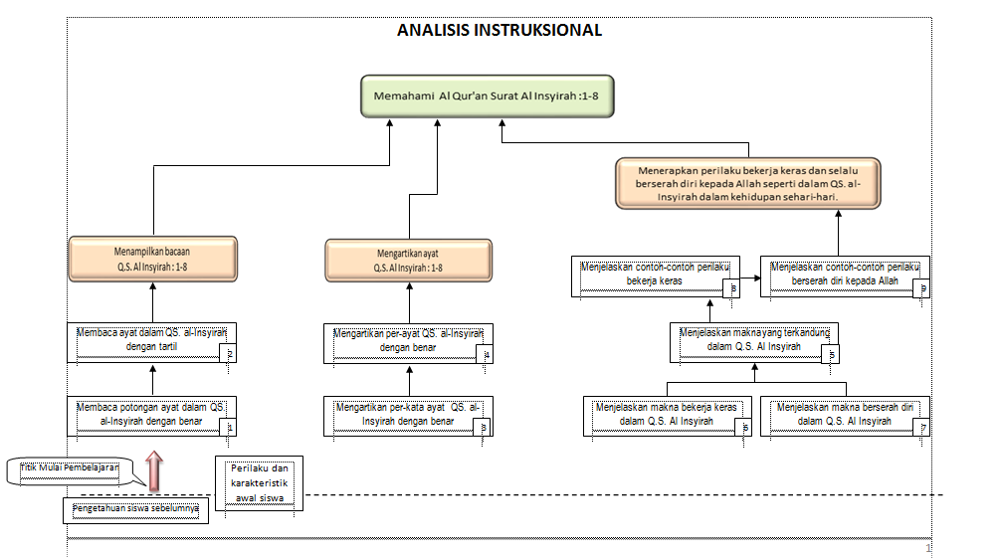 ANALISIS INSTRUKSIONAL
Memahami Al Qur'an Surat Al Insyirah :1-8
Menerapkan perilaku bekerja keras dan selalu
berserah diri kepada Allah seperti dalam QS. al-
Insyirah dalam kehidupan sehari-hari.
Menampilkan bacaan
Q.S. Al Insyirah : 1-8
Mengartikan ayat
Q.S. Al Insyirah : 1-8
Menjelaskan contoh-contoh perilaku
bekerja keras
Menjelaskan contoh-contoh perilaku
berserah diri kepada Allah
Membaca ayat dalam QS. al-Insyirah
dengan tartil
Mengartikan per-ayat QS. al-Insyirah
dengan benar
Menjelaskan makna yang terkandung
dalam Q.S. Al Insyirah
Membaca potongan ayat dalam QS.
al-Insyirah dengan benar
Mengartikan per-kata ayat QS. al-
Insyirah dengan benar
Menjelaskan makna bekerja keras
dalam Q.S. Al Insyirah
Menjelaskan makna berserah diri
dalam Q.S. Al Insyirah
Titik Mulai Pembelajaran
Perilaku dan
karakteristik
awal siswa
Pengetahuan siswa sebelumnya
1